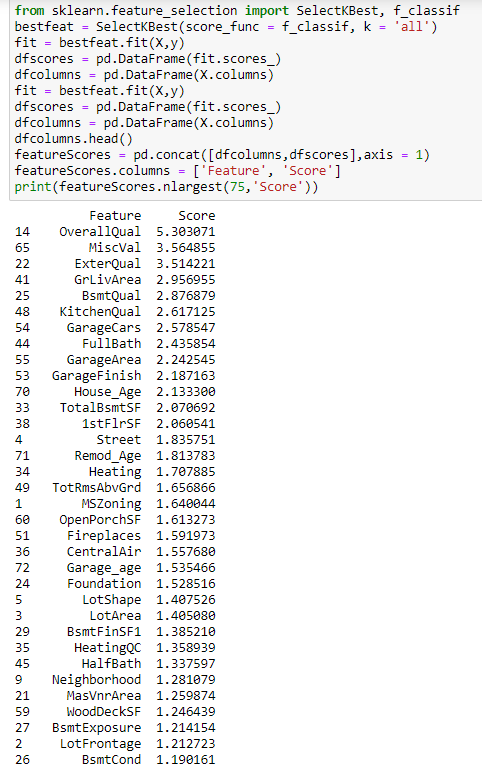 from sklearn.feature_selection import SelectKBest, f_classif
bestfeat = SelectKBest(score_func = f_classif, k = 'all')
fit = bestfeat.fit(X,y)
dfscores = pd.DataFrame(fit.scores_)
dfcolumns = pd.DataFrame(X.columns)
fit = bestfeat.fit(X,y)
dfscores = pd.DataFrame(fit.scores_)
dfcolumns = pd.DataFrame(X.columns)
dfcolumns.head()
featureScores = pd.concat([dfcolumns,dfscores],axis = 1)
featureScores.columns = ['Feature', 'Score']
print(featureScores.nlargest(75,'Score'))
Feature Score
14 OverallQual 5.303071
65 MiscVal 3.564855
22 ExterQual 3.514221
41 GrLivArea 2.956955
25 BsmtQual 2.876879
48 KitchenQual 2.617125
54 GarageCars 2.578547
44 FullBath 2.435854
55 GarageArea 2.242545
53 GarageFinish 2.187163
70 House_Age 2.133300
33 TotalBsmtSF 2.070692
38 1stFlrSF 2.060541
4 Street 1.835751
71 Remod_Age 1.813783
34 Heating 1.707885
49 TotRmsAbvGrd 1.656866
1 MSZoning 1.640044
60 OpenPorchSF 1.613273
51 Fireplaces 1.591973
36 CentralAir 1.557680
72 Garage_age 1.535466
24 Foundation 1.528516
5 LotShape 1.407526
3 LotArea 1.405080
29 BsmtFinSF1 1.385210
35 HeatingQC 1.358939
45 HalfBath 1.337597
9 Neighborhood 1.281079
21 MasVnrArea 1.259874
59 WoodDeckSF 1.246439
27 BsmtExposure 1.214154
2 LotFrontage 1.212723
26 BsmtCond 1.190161